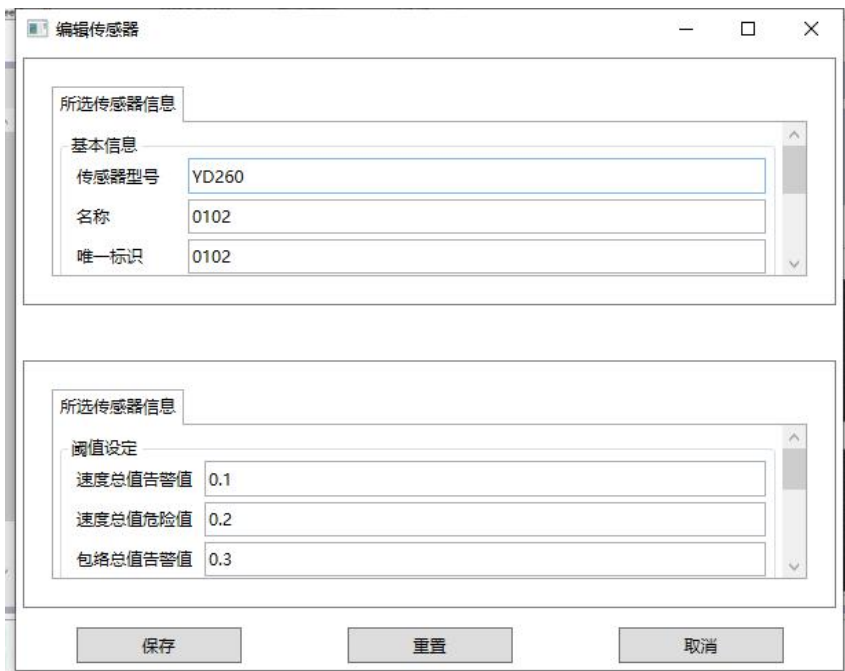 编辑传感器
所选传感器信息
基本信息
传感器型号 YD260
名称 0102
唯一标识 0102
所选传感器信息
阈值设定
速度总值告警值 0.1
速度总值危险值 0.2
包络总值告警值 0.3
保存 重置 取消